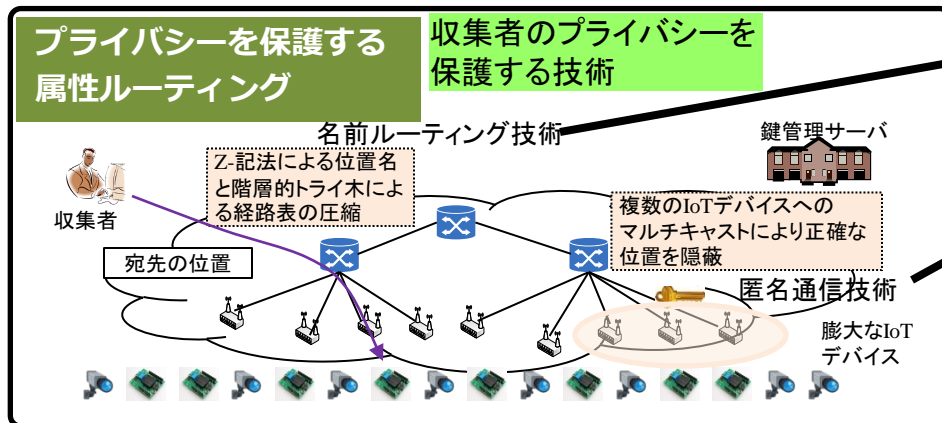 プライバシーを保護する
属性ルーティング
収集者のプライバシーを
保護する技術
名前ルーティング技術
鍵管理サーバ
Z-記法による位置名
と階層的トライ木によ
る経路表の圧縮
収集者
複数のIoTデバイスへの
マルチキャストにより正確な
位置を隠蔽
宛先の位置
匿名通信技術
膨大なIoT
デバイス